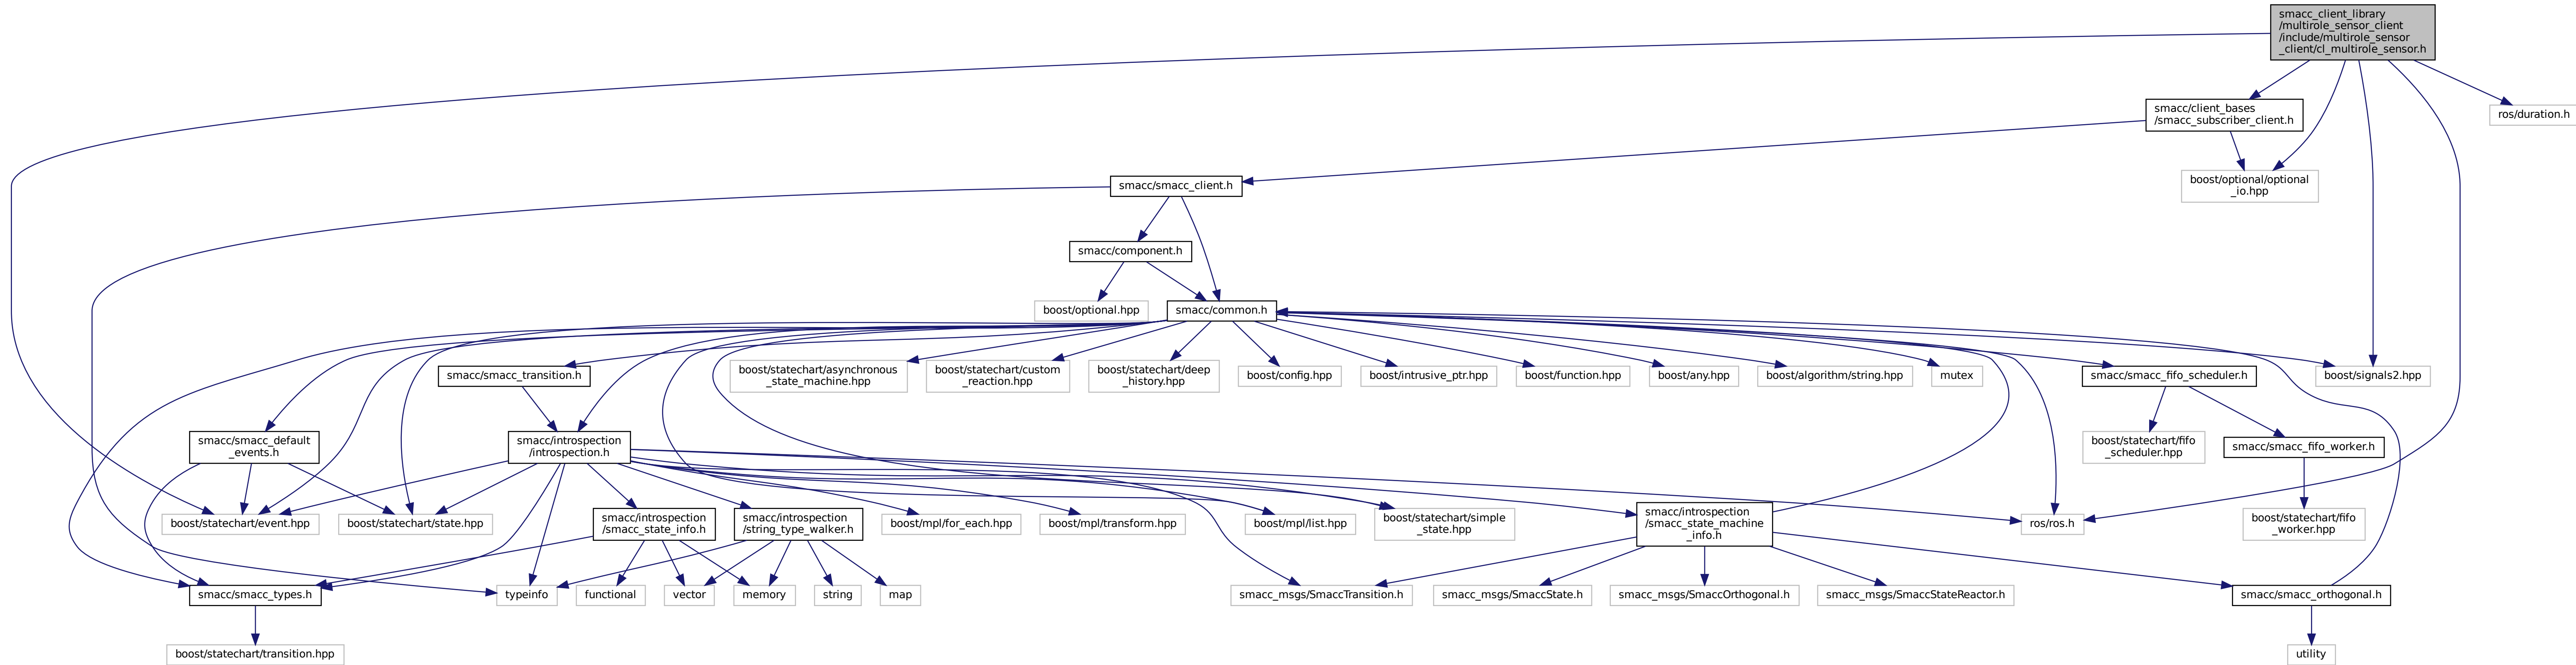 smacc_client_library
/multirole_sensor_client
/include/multirole_sensor
_client/cl_multirole_sensor.h
smacc/client_bases
/smacc_subscriber_client.h
ros/duration.h
smacc/smacc_client.h
boost/optional/optional
_io.hpp
smacc/component.h
boost/optional.hpp
smacc/common.h
smacc/smacc_transition.h
boost/statechart/asynchronous
_state_machine.hpp
boost/statechart/custom
_reaction.hpp
boost/statechart/deep
_history.hpp
boost/config.hpp
boost/intrusive_ptr.hpp
boost/function.hpp
boost/any.hpp
boost/algorithm/string.hpp
mutex
smacc/smacc_fifo_scheduler.h
boost/signals2.hpp
smacc/smacc_default
_events.h
smacc/introspection
/introspection.h
boost/statechart/fifo
_scheduler.hpp
smacc/smacc_fifo_worker.h
boost/statechart/event.hpp
boost/statechart/state.hpp
smacc/introspection
/smacc_state_info.h
smacc/introspection
/string_type_walker.h
boost/mpl/for_each.hpp
boost/mpl/transform.hpp
boost/mpl/list.hpp
boost/statechart/simple
_state.hpp
smacc/introspection
/smacc_state_machine
_info.h
ros/ros.h
boost/statechart/fifo
_worker.hpp
smacc/smacc_types.h
typeinfo
functional
vector
memory
string
map
smacc_msgs/SmaccTransition.h
smacc_msgs/SmaccState.h
smacc_msgs/SmaccOrthogonal.h
smacc_msgs/SmaccStateReactor.h
smacc/smacc_orthogonal.h
boost/statechart/transition.hpp
utility